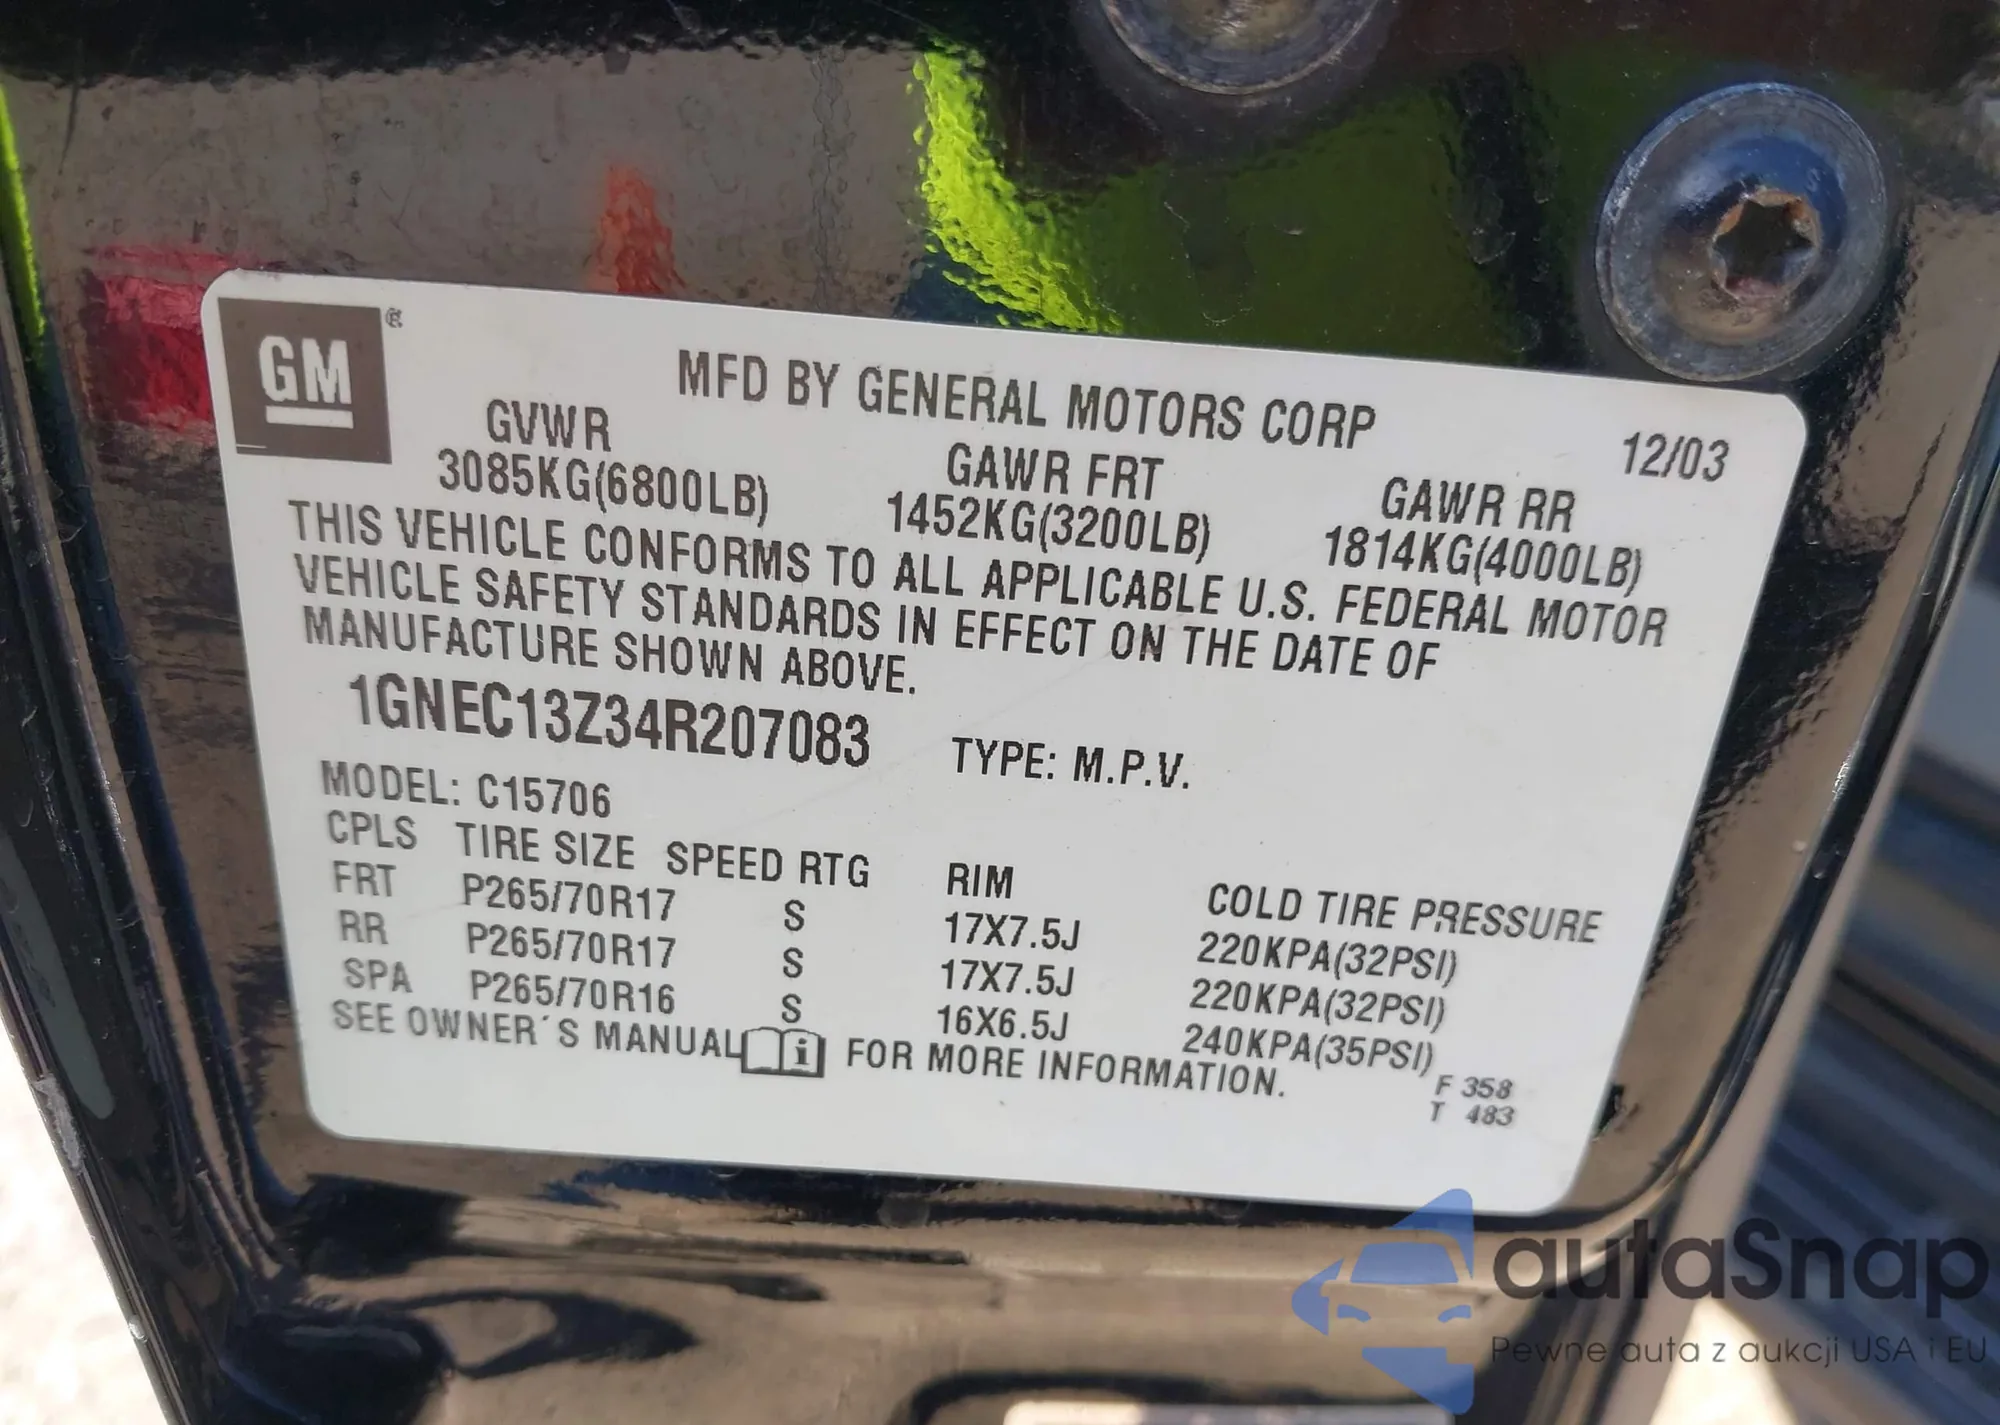 GM
MFD BY GENERAL MOTORS CORP 12/03
GVWR GAWR FRT GAWR RR
3085KG(6800LB) 1452KG(3200LB) 1814KG(4000LB)
THIS VEHICLE CONFORMS TO ALL APPLICABLE U.S. FEDERAL MOTOR
VEHICLE SAFETY STANDARDS IN EFFECT ON THE DATE OF
MANUFACTURE SHOWN ABOVE.
1GNEC13Z34R207083 TYPE: M.P.V.
MODEL: C15706
CPLS TIRE SIZE SPEED RTG RIM COLD TIRE PRESSURE
FRT P265/70R17 S 17X7.5J 220KPA(32PSI)
RR P265/70R17 S 17X7.5J 220KPA(32PSI)
SPA P265/70R16 S 16X6.5J 240KPA(35PSI)
SEE OWNER´S MANUAL i FOR MORE INFORMATION.
F 358
T 483
autaSnap
Pewne auta z aukcji USA i EU